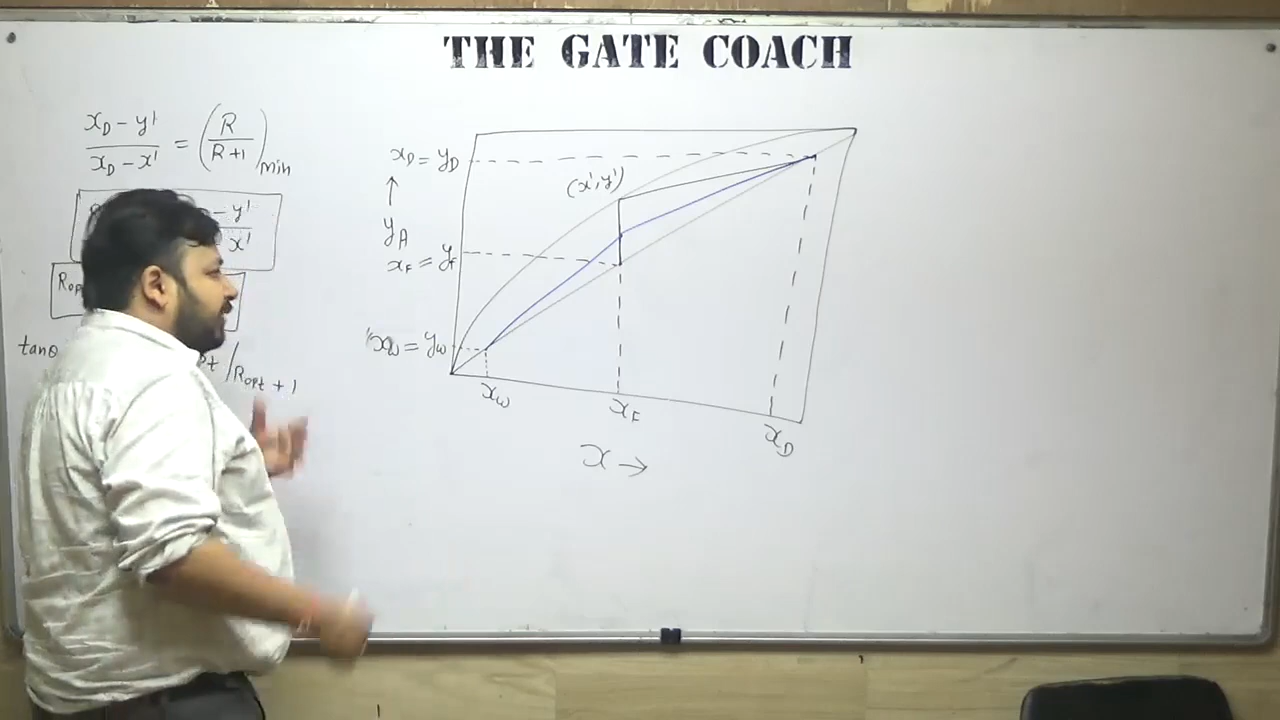 THE GATE COACH
x_D - y' / x_D - x' = (R / R+1)_min
- y'
x'
R_op
tanθ
/ R_opt + 1
x_D = y_D
y_A
x_F = y_F
x_W = y_W
(x', y')
x_W
x_F
x_D
x →